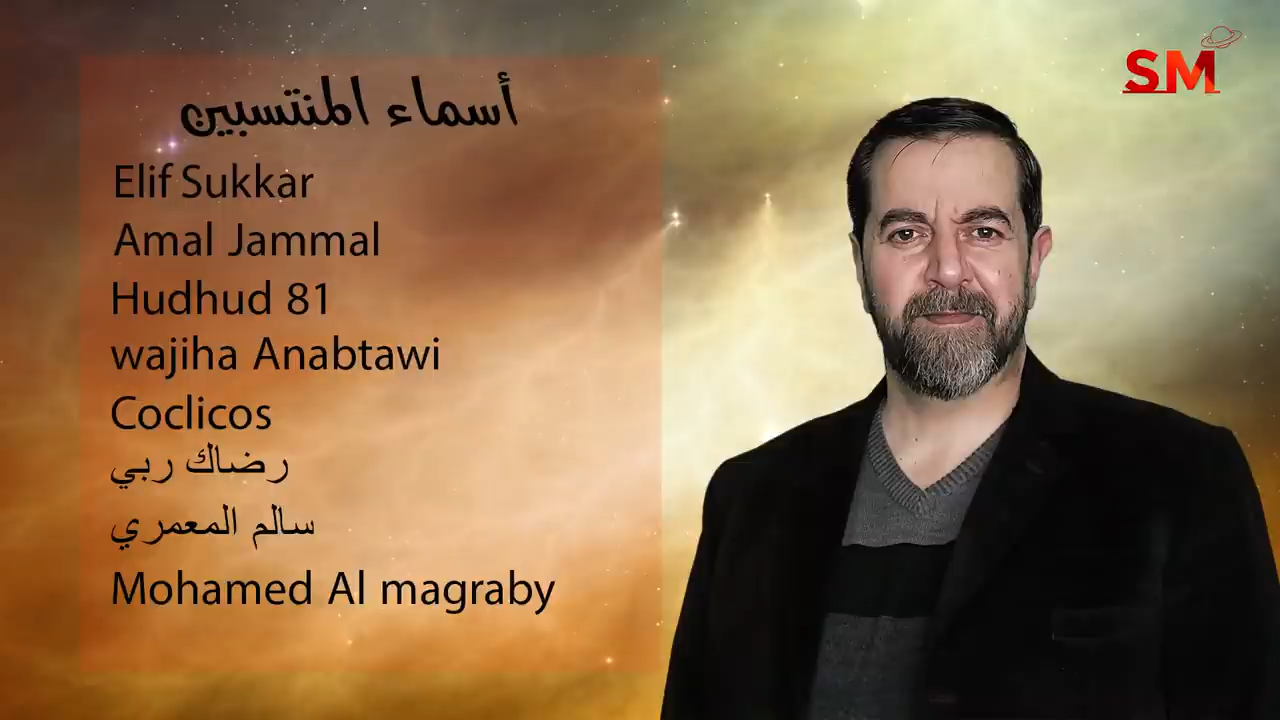 SM
أسماء المنتسبين
Elif Sukkar
Amal Jammal
Hudhud 81
wajiha Anabtawi
Coclicos
رضاك ربي
سالم المعمري
Mohamed Al magraby